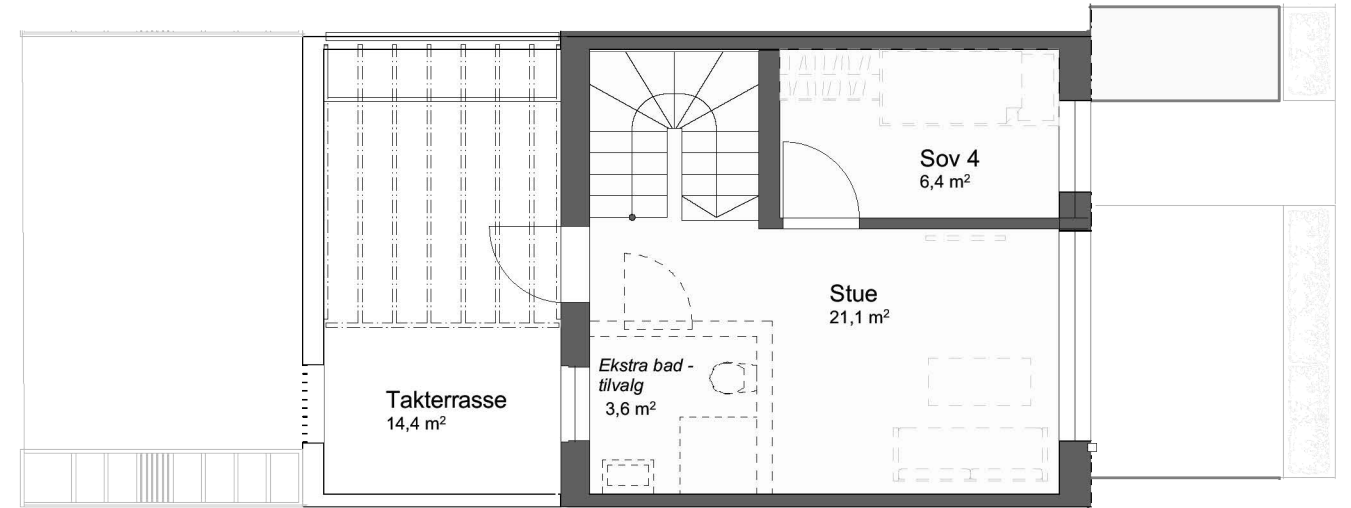 Sov 4
6,4 m²
Stue
21,1 m²
Ekstra bad -
tilvalg
3,6 m²
Takterrasse
14,4 m²